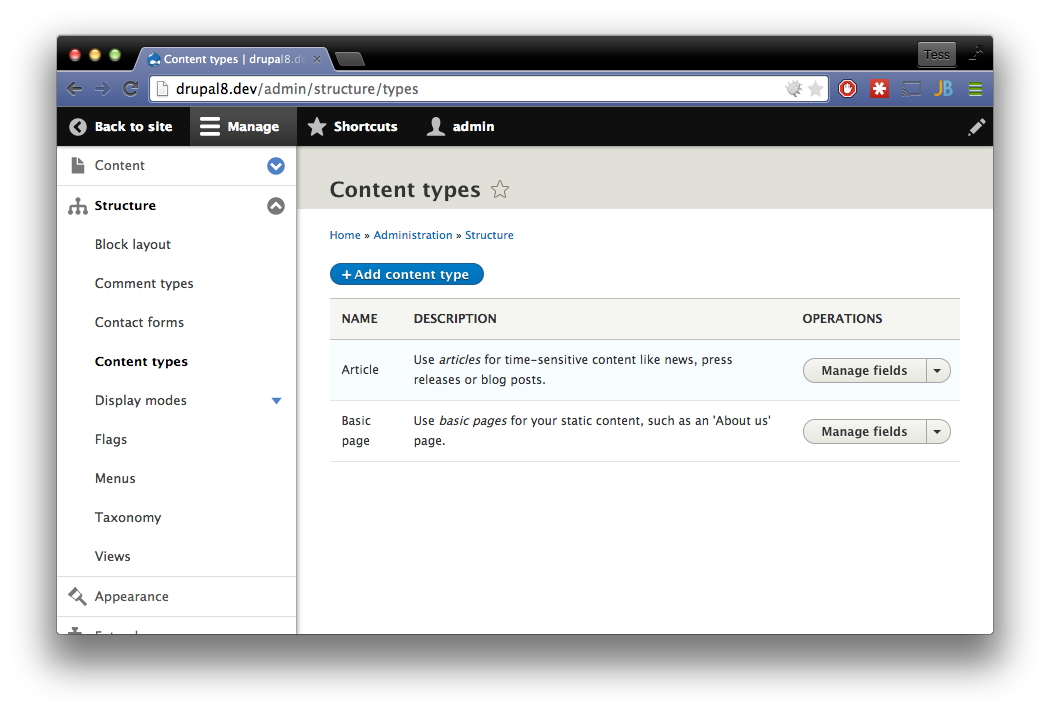 Content types | drupal8.de
Tess
drupal8.dev/admin/structure/types
JB
Back to site
Manage
Shortcuts
admin
Content
Structure
Block layout
Comment types
Contact forms
Content types
Display modes
Flags
Menus
Taxonomy
Views
Appearance
Content types
Home » Administration » Structure
+ Add content type
NAME DESCRIPTION OPERATIONS
Article
Use articles for time-sensitive content like news, press
releases or blog posts.
Manage fields
Basic
page
Use basic pages for your static content, such as an 'About us'
page.
Manage fields